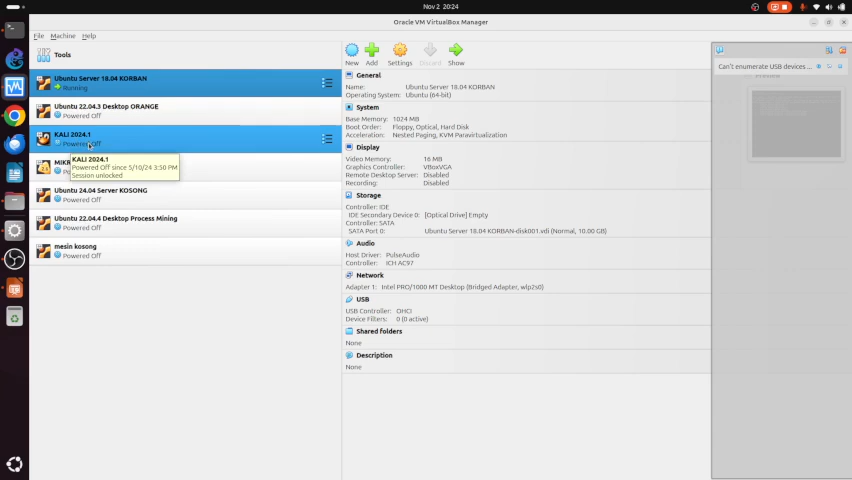 Nov 2 2024
Oracle VM VirtualBox Manager
File Machine Help
Tools
New Add Settings Discard Show
Ubuntu Server 18.04 KORBAN
Running
Ubuntu 22.04.3 Desktop ORANGE
Powered Off
KALI 2024.1
Powered Off
KALI 2024.1
Powered Off since 5/10/24 3:50 PM
Session unlocked
MIKR
Po
Ubuntu 24.04 Server KOSONG
Powered Off
Ubuntu 22.04.4 Desktop Process Mining
Powered Off
mesin kosong
Powered Off
General
Name: Ubuntu Server 18.04 KORBAN
Operating System: Ubuntu (64-bit)
System
Base Memory: 1024 MB
Boot Order: Floppy, Optical, Hard Disk
Acceleration: Nested Paging, KVM Paravirtualization
Display
Video Memory: 16 MB
Graphics Controller: VBoxVGA
Remote Desktop Server: Disabled
Recording: Disabled
Storage
Controller: IDE
IDE Secondary Device 0: [Optical Drive] Empty
Controller: SATA
SATA Port 0: Ubuntu Server 18.04 KORBAN-disk001.vdi (Normal, 10.00 GB)
Audio
Host Driver: PulseAudio
Controller: ICH AC97
Network
Adapter 1: Intel PRO/1000 MT Desktop (Bridged Adapter, wlp2s0)
USB
USB Controller: OHCI
Device Filters: 0 (0 active)
Shared folders
None
Description
None
Can't enumerate USB devices ...
Preview